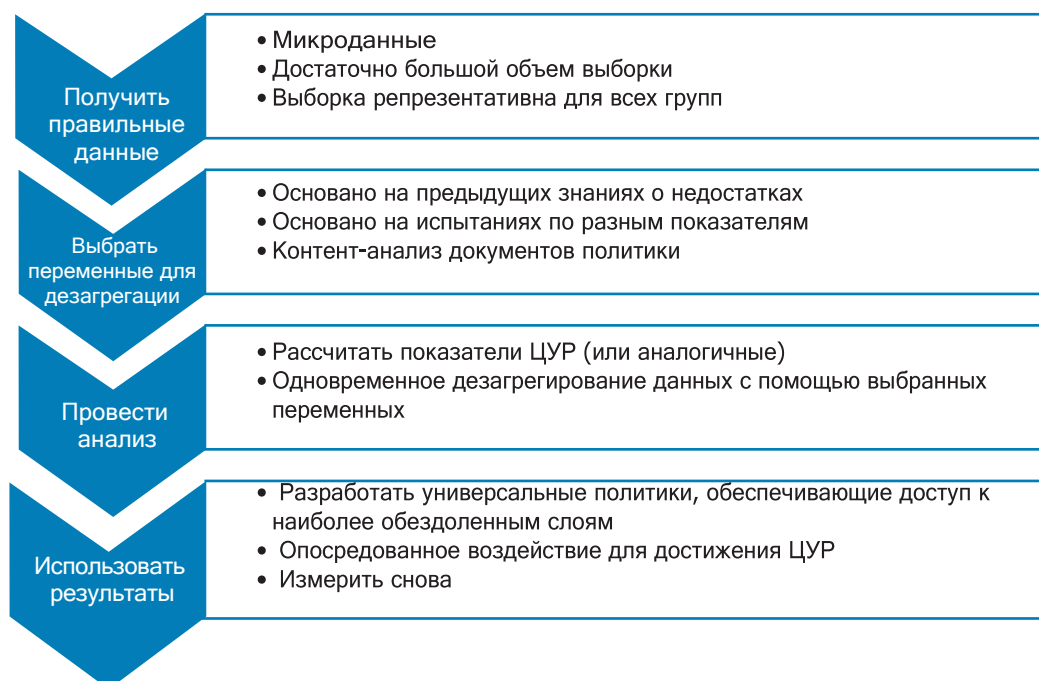 Получить
правильные
данные
• Микроданные
• Достаточно большой объем выборки
• Выборка репрезентативна для всех групп
Выбрать
переменные для
дезагрегации
• Основано на предыдущих знаниях о недостатках
• Основано на испытаниях по разным показателям
• Контент-анализ документов политики
Провести
анализ
• Рассчитать показатели ЦУР (или аналогичные)
• Одновременное дезагрегирование данных с помощью выбранных
переменных
Использовать
результаты
• Разработать универсальные политики, обеспечивающие доступ к
наиболее обездоленным слоям
• Опосредованное воздействие для достижения ЦУР
• Измерить снова